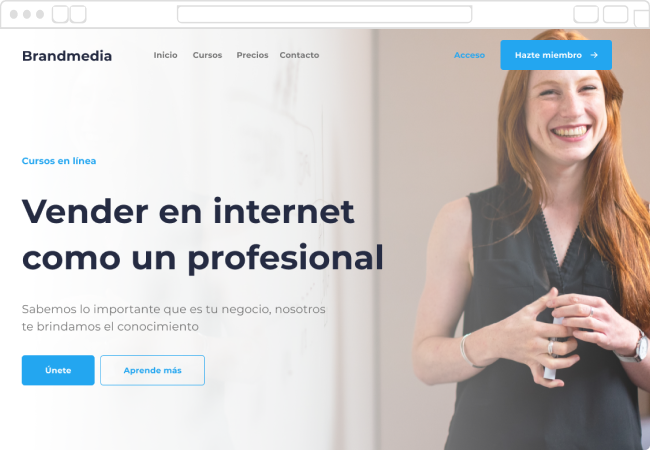 Brandmedia
Inicio Cursos Precios Contacto
Acceso
Hazte miembro →
Cursos en línea
Vender en internet
como un profesional
Sabemos lo importante que es tu negocio, nosotros
te brindamos el conocimiento
Únete
Aprende más